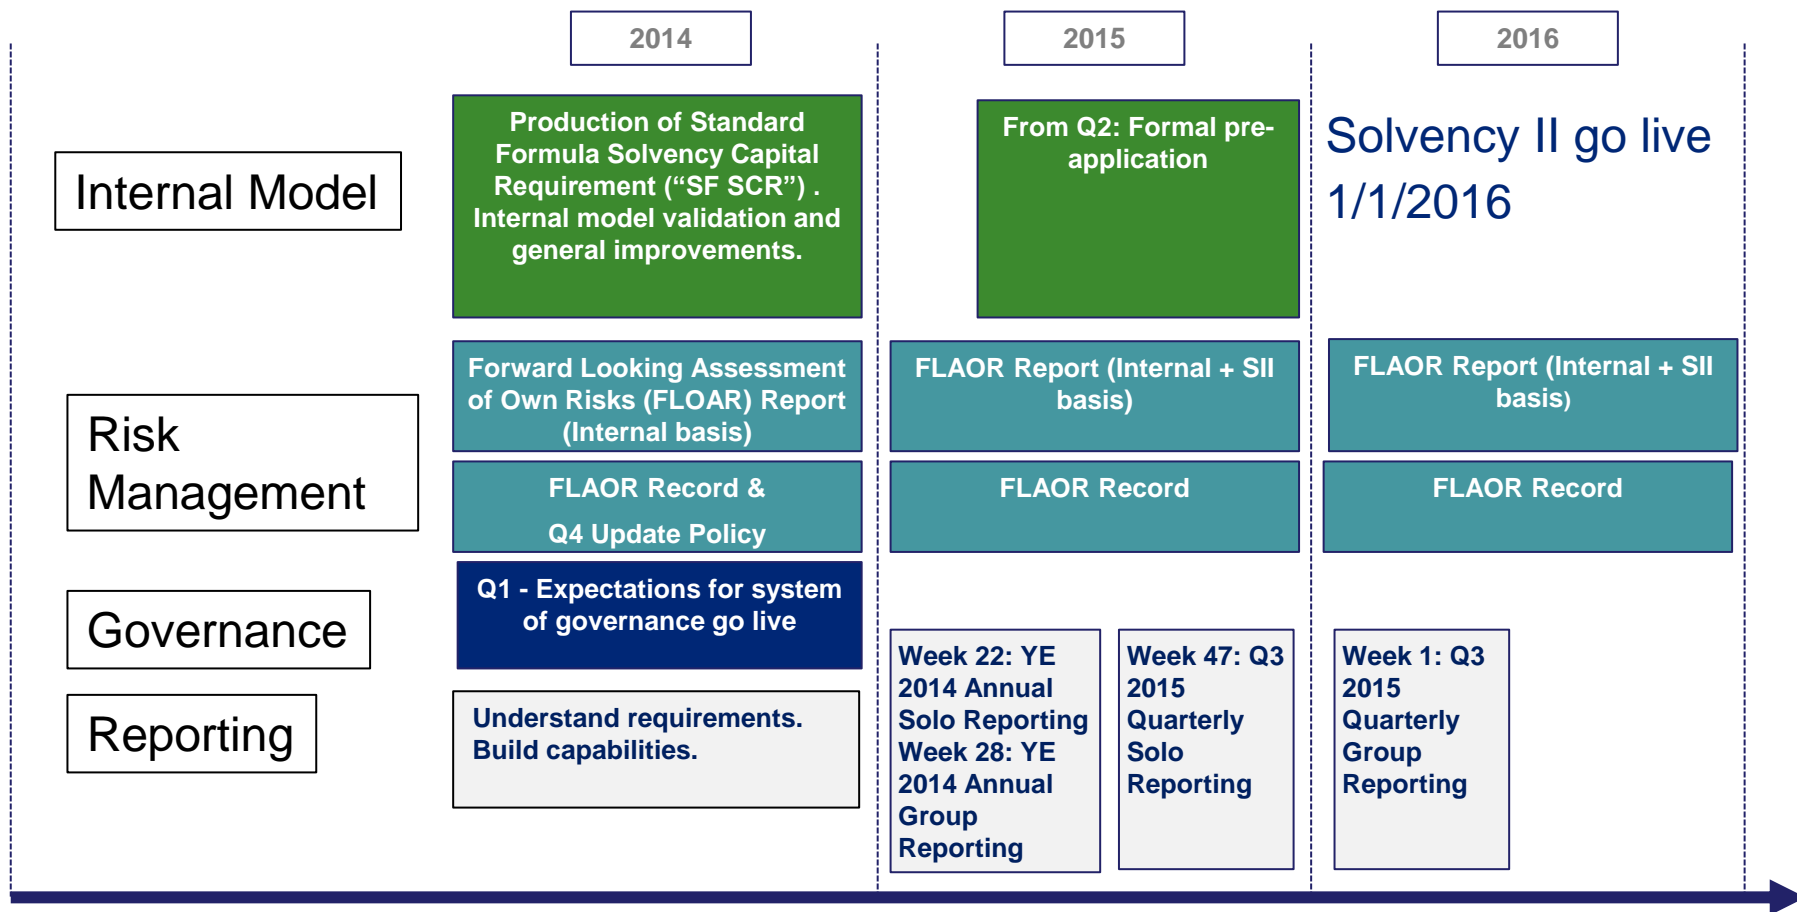 2014
2015
2016
Internal Model
Production of Standard
Formula Solvency Capital
Requirement (“SF SCR”) .
Internal model validation and
general improvements.
From Q2: Formal pre-
application
Solvency II go live
1/1/2016
Risk
Management
Forward Looking Assessment
of Own Risks (FLOAR) Report
(Internal basis)
FLAOR Report (Internal + SII
basis)
FLAOR Report (Internal + SII
basis)
FLAOR Record &
Q4 Update Policy
FLAOR Record
FLAOR Record
Governance
Q1 - Expectations for system
of governance go live
Reporting
Understand requirements.
Build capabilities.
Week 22: YE
2014 Annual
Solo Reporting
Week 28: YE
2014 Annual
Group
Reporting
Week 47: Q3
2015
Quarterly
Solo
Reporting
Week 1: Q3
2015
Quarterly
Group
Reporting